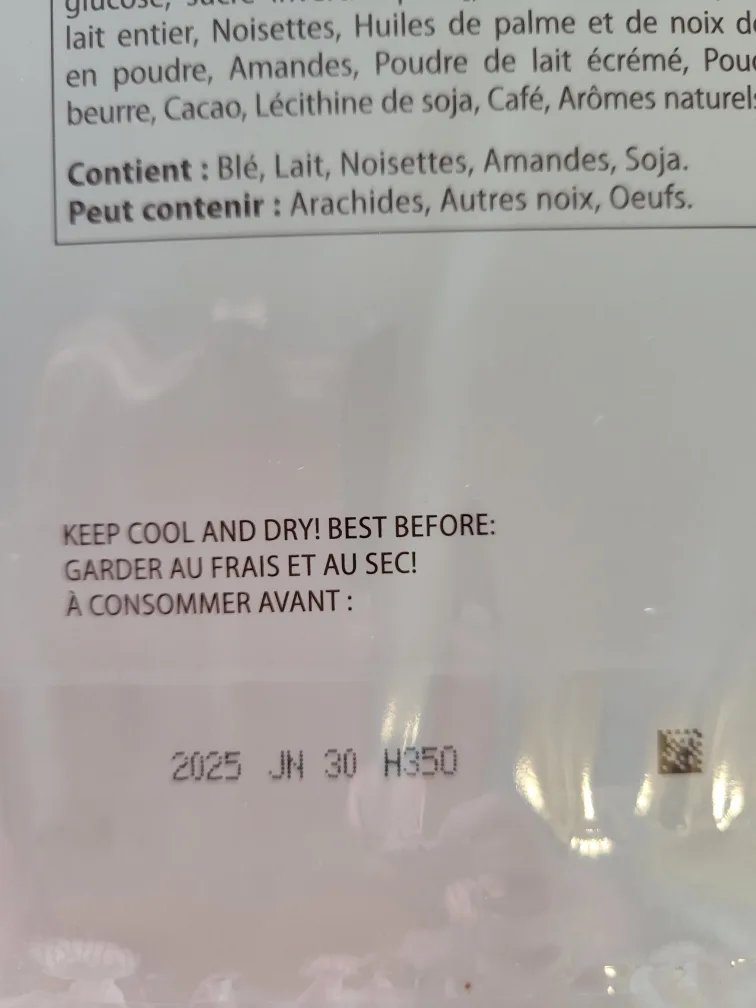 lait entier, Noisettes, Huiles de palme et de noix
en poudre, Amandes, Poudre de lait écrémé,
beurre, Cacao, Lécithine de soja, Café, Arômes naturels
Contient : Blé, Lait, Noisettes, Amandes, Soja.
Peut contenir : Arachides, Autres noix, Oeufs.
KEEP COOL AND DRY! BEST BEFORE:
GARDER AU FRAIS ET AU SEC!
À CONSOMMER AVANT :
2025 JN 30 H350